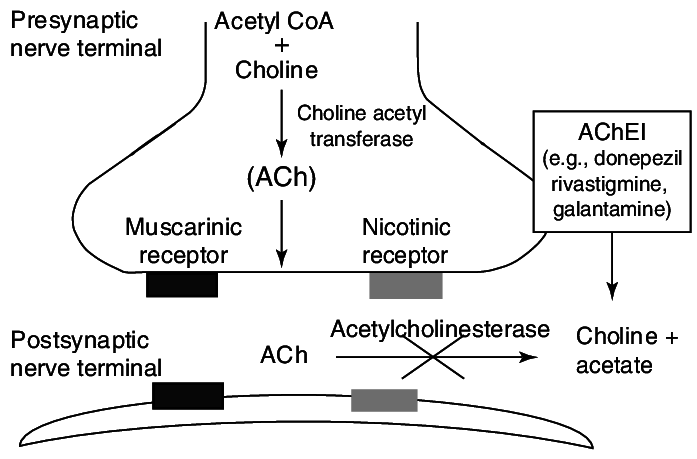 Presynaptic
nerve terminal
Acetyl CoA
+
Choline
Choline acetyl
transferase
(ACh)
AChEI
(e.g., donepezil
rivastigmine,
galantamine)
Muscarinic
receptor
Nicotinic
receptor
Postsynaptic
nerve terminal
ACh
Acetylcholinesterase
Choline +
acetate